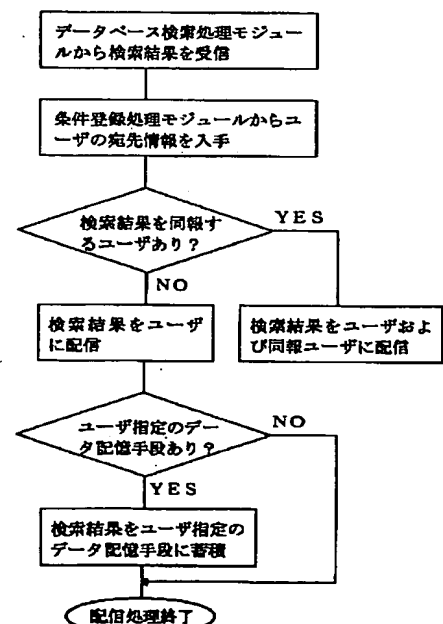 データベース検索処理モジュー
ルから検索結果を受信
条件登録処理モジュールからユ
ーザの宛先情報を入手
検索結果を同報す
るユーザあり？
YES
NO
検索結果をユーザ
に配信
検索結果をユーザおよ
び同報ユーザに配信
ユーザ指定のデー
タ記憶手段あり？
NO
YES
検索結果をユーザ指定の
データ記憶手段に蓄積
配信処理終了